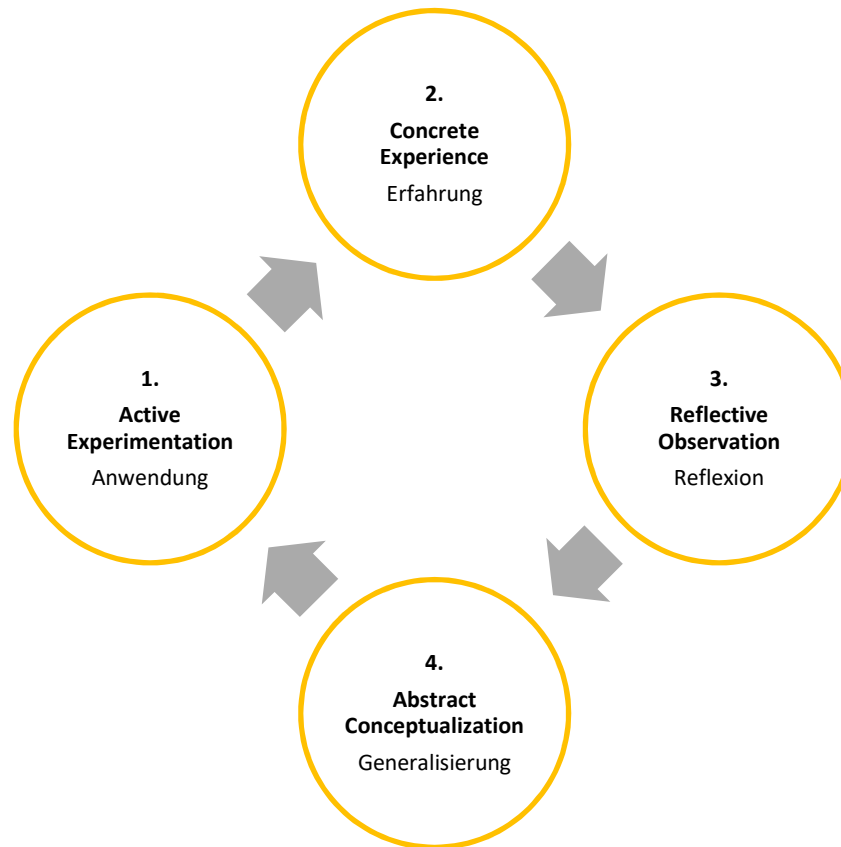 2.
Concrete
Experience
Erfahrung
1.
Active
Experimentation
Anwendung
3.
Reflective
Observation
Reflexion
4.
Abstract
Conceptualization
Generalisierung